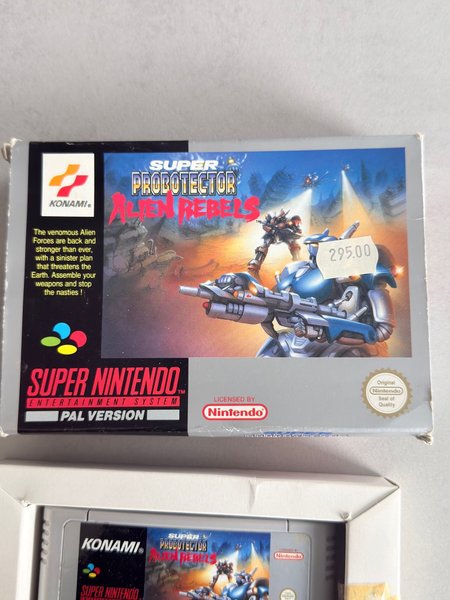 KONAMI®
SUPER
PROBOTECTOR
ALIEN REBELS
The venomous Alien
Forces are back and
stronger than ever,
with a sinister plan
that threatens the
Earth. Assemble your
weapons and stop
the nasties !
295.00
SUPER NINTENDO
ENTERTAINMENT SYSTEM
PAL VERSION
LICENSED BY
Nintendo
Original
Nintendo
Seal of
Quality
KONAMI®
SUPER
PROBOTECTOR
ALIEN REBELS
Nintendo
SUPER NINTENDO